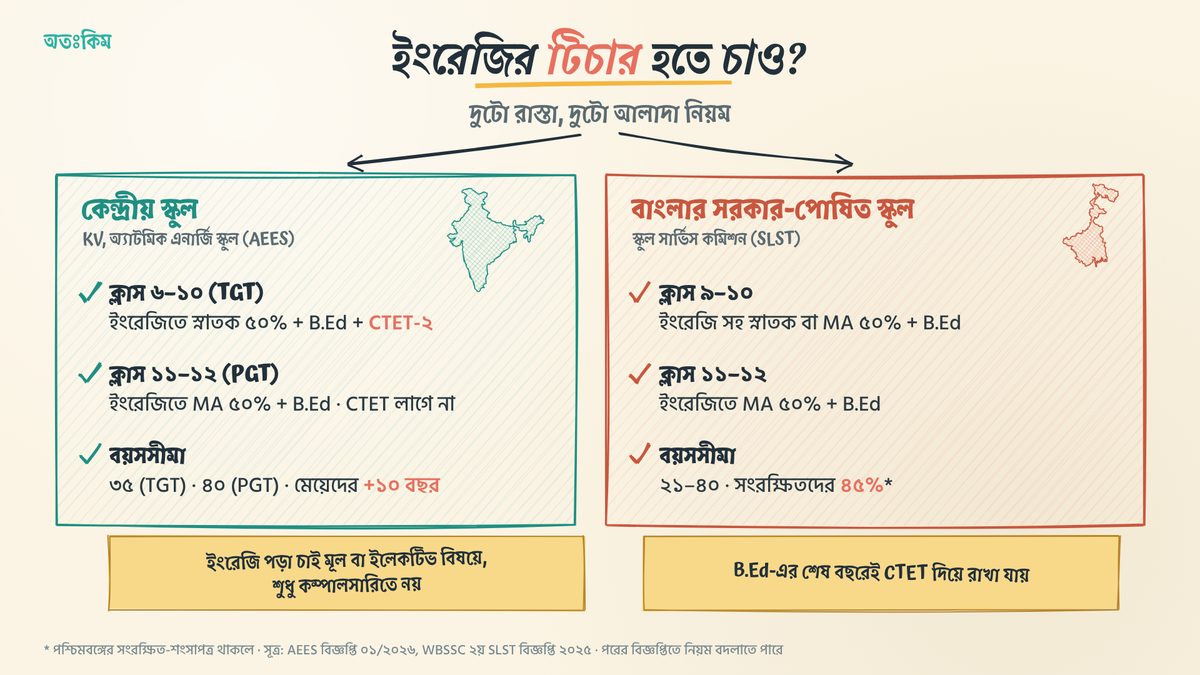 অতঃকিম
ইংরেজির টিচার হতে চাও?
দুটো রাস্তা, দুটো আলাদা নিয়ম
কেন্দ্রীয় স্কুল
KV, অ্যাটমিক এনার্জি স্কুল (AEES)
ক্লাস ৬–১০ (TGT)
ইংরেজিতে স্নাতক ৫০% + B.Ed + CTET-২
ক্লাস ১১–১২ (PGT)
ইংরেজিতে MA ৫০% + B.Ed · CTET লাগে না
বয়সসীমা
৩৫ (TGT) · ৪০ (PGT) · মেয়েদের +১০ বছর
ইংরেজি পড়া চাই মূল বা ইলেকটিভ বিষয়ে,
শুধু কম্পালসারিতে নয়
বাংলার সরকার-পোষিত স্কুল
স্কুল সার্ভিস কমিশন (SLST)
ক্লাস ৯–১০
ইংরেজি সহ স্নাতক বা MA ৫০% + B.Ed
ক্লাস ১১–১২
ইংরেজিতে MA ৫০% + B.Ed
বয়সসীমা
২১–৪০ · সংরক্ষিতদের ৪৫%*
B.Ed-এর শেষ বছরেই CTET দিয়ে রাখা যায়
* পশ্চিমবঙ্গের সংরক্ষিত-শংসাপত্র থাকলে · সূত্র: AEES বিজ্ঞপ্তি ০১/২০২৬, WBSSC ২য় SLST বিজ্ঞপ্তি ২০২৫ · পরের বিজ্ঞপ্তিতে নিয়ম বদলাতে পারে